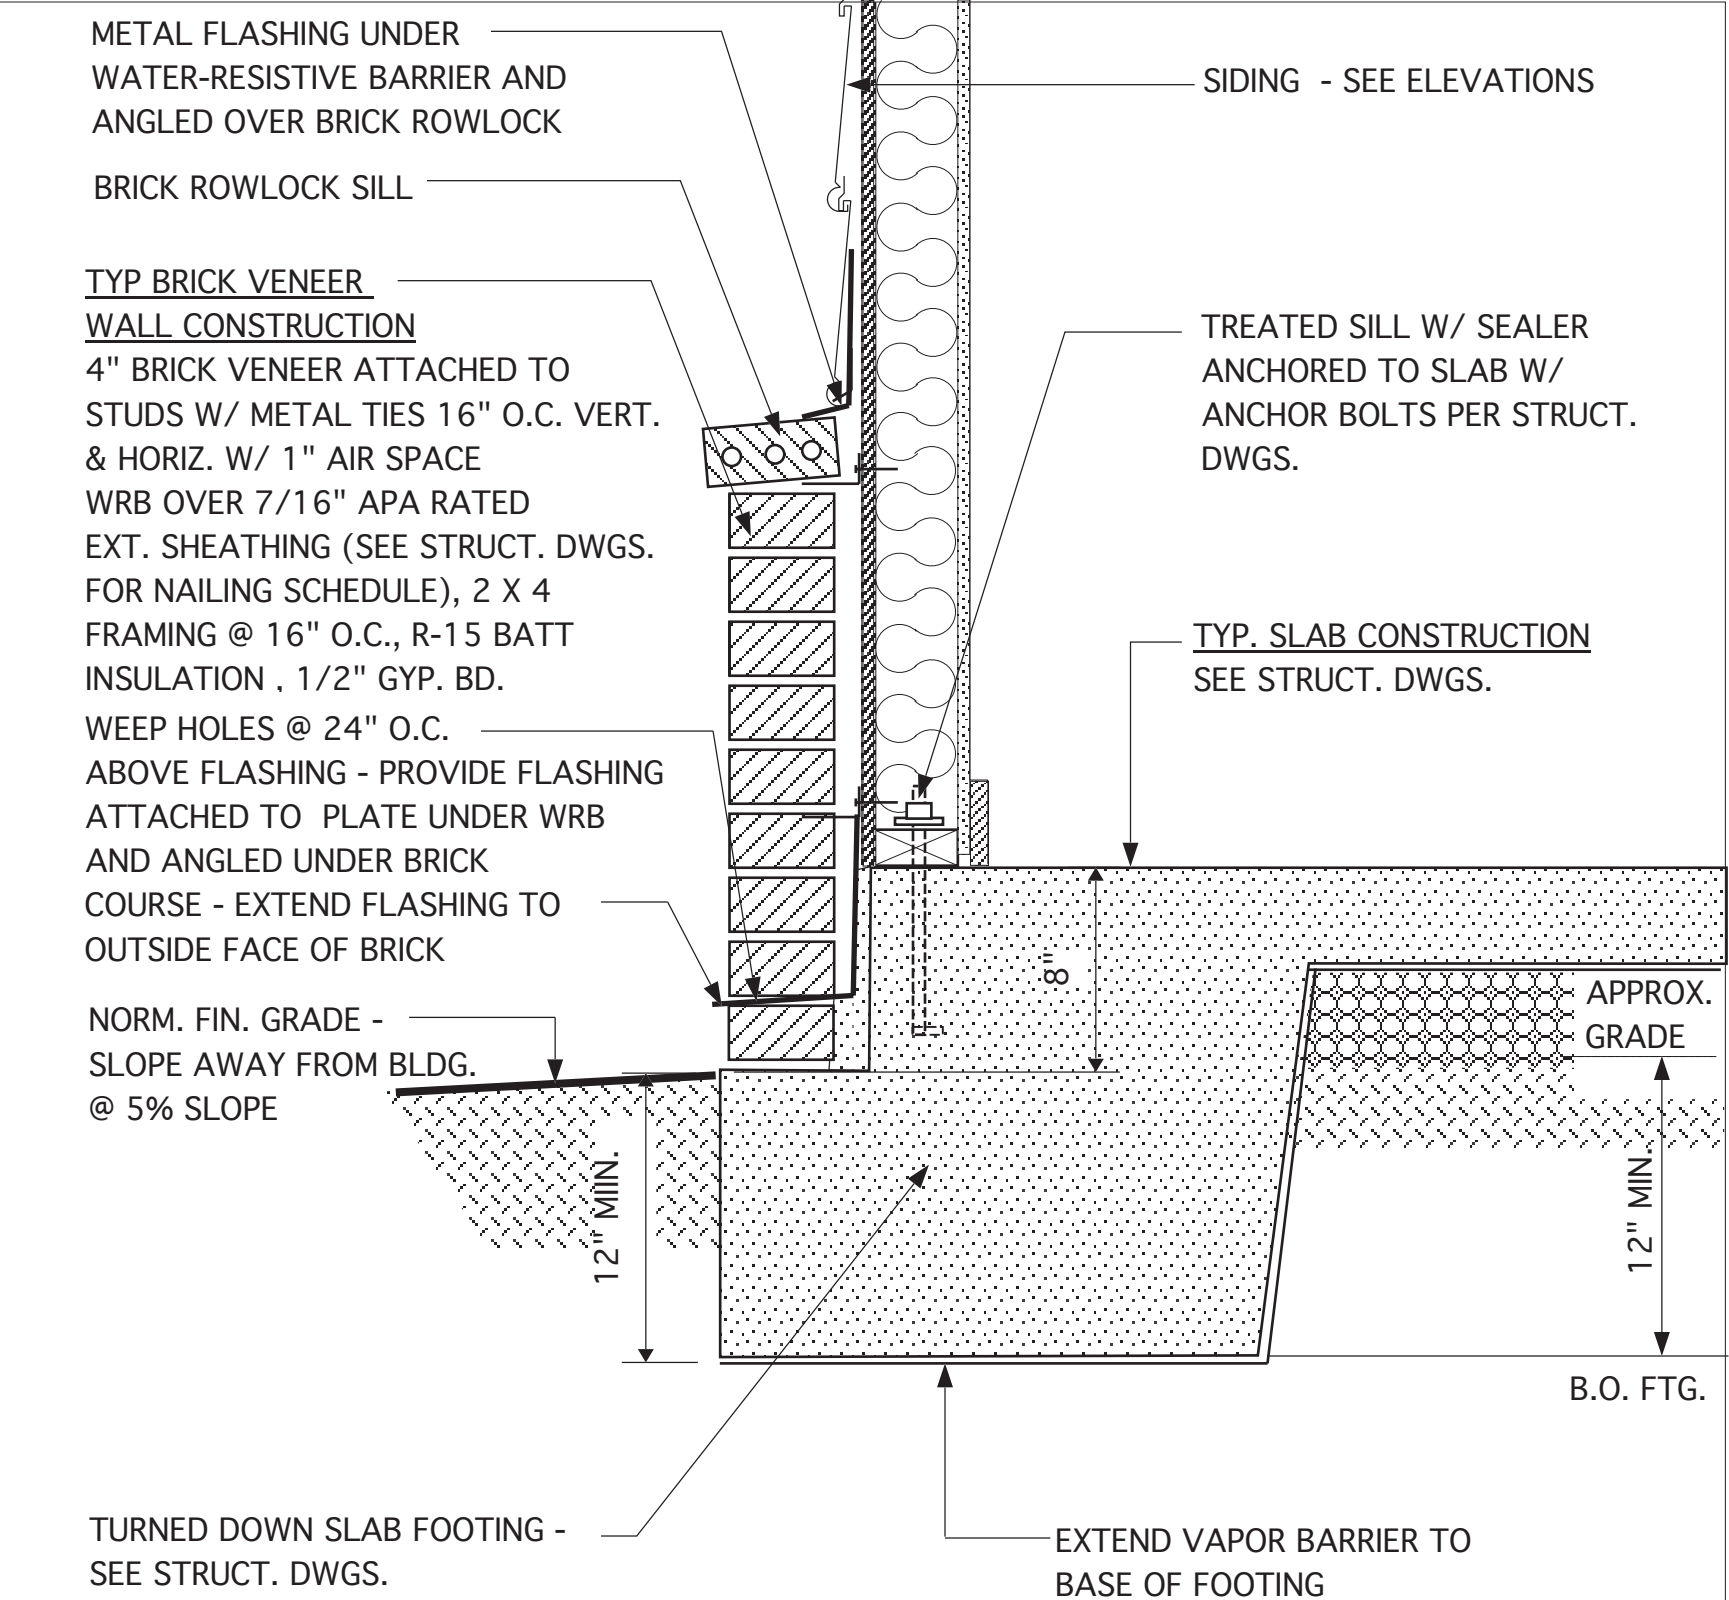 METAL FLASHING UNDER
WATER-RESISTIVE BARRIER AND
ANGLED OVER BRICK ROWLOCK
BRICK ROWLOCK SILL
TYP BRICK VENEER
WALL CONSTRUCTION
4" BRICK VENEER ATTACHED TO
STUDS W/ METAL TIES 16" O.C. VERT.
& HORIZ. W/ 1" AIR SPACE
WRB OVER 7/16" APA RATED
EXT. SHEATHING (SEE STRUCT. DWGS.
FOR NAILING SCHEDULE), 2 X 4
FRAMING @ 16" O.C., R-15 BATT
INSULATION , 1/2" GYP. BD.
WEEP HOLES @ 24" O.C.
ABOVE FLASHING - PROVIDE FLASHING
ATTACHED TO PLATE UNDER WRB
AND ANGLED UNDER BRICK
COURSE - EXTEND FLASHING TO
OUTSIDE FACE OF BRICK
NORM. FIN. GRADE -
SLOPE AWAY FROM BLDG.
@ 5% SLOPE
12" MIIN.
TURNED DOWN SLAB FOOTING -
SEE STRUCT. DWGS.
SIDING - SEE ELEVATIONS
TREATED SILL W/ SEALER
ANCHORED TO SLAB W/
ANCHOR BOLTS PER STRUCT.
DWGS.
TYP. SLAB CONSTRUCTION
SEE STRUCT. DWGS.
8"
APPROX.
GRADE
12" MIN.
B.O. FTG.
EXTEND VAPOR BARRIER TO
BASE OF FOOTING